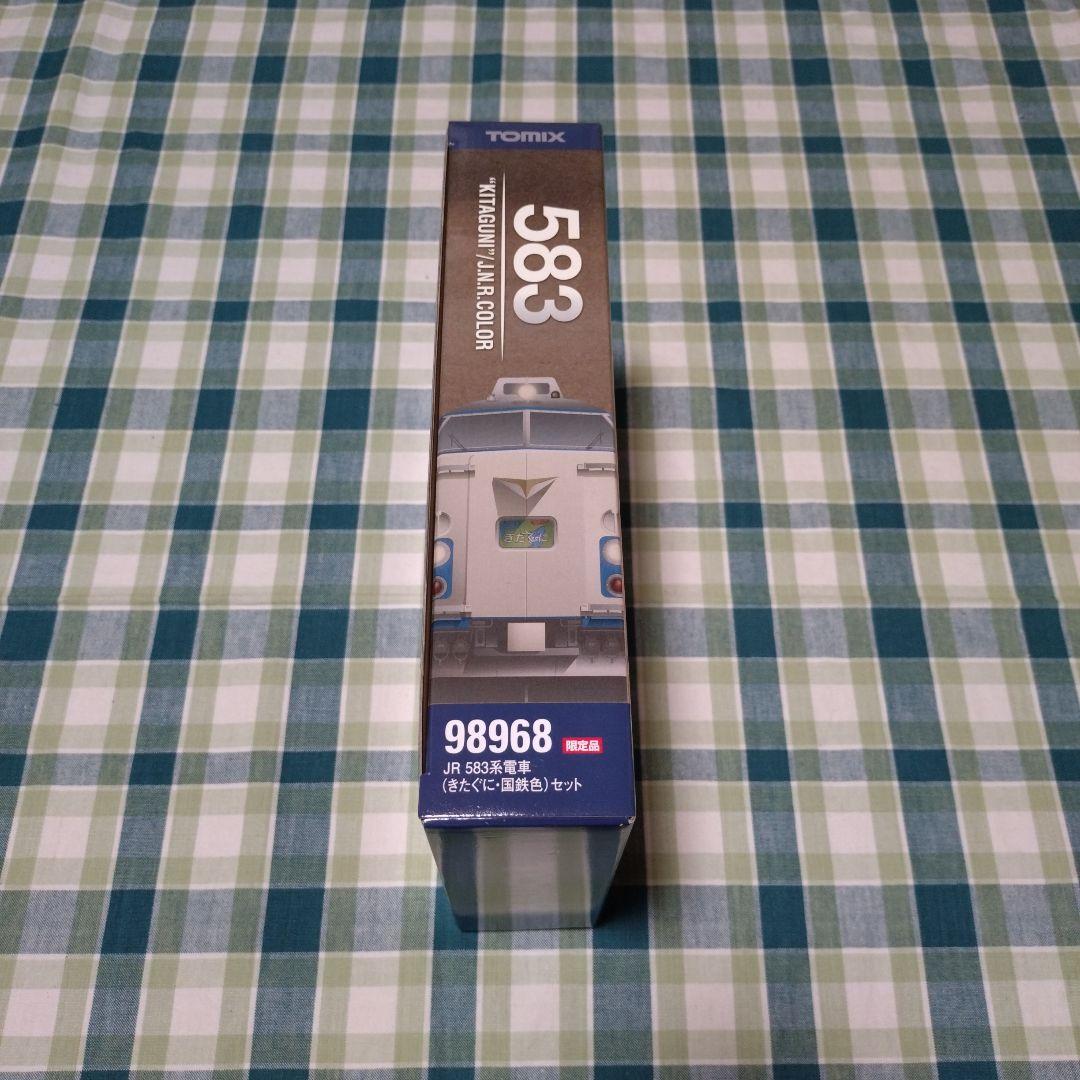 TOMIX
583
"KITAGUNI"/J.N.R.COLOR
きたぐに
98968 限定品
JR 583系電車
(きたぐに・国鉄色)セット